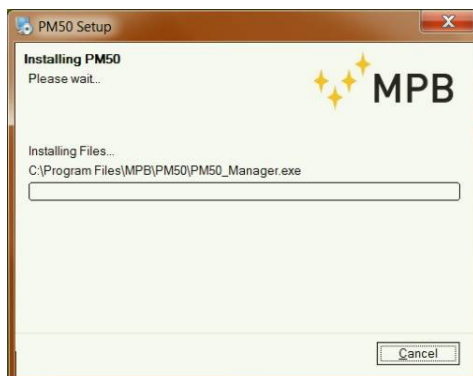 PM50 Setup
Installing PM50
Please wait...
MPB
Installing Files...
C:\Program Files\MPB\PM50\PM50_Manager.exe
Cancel